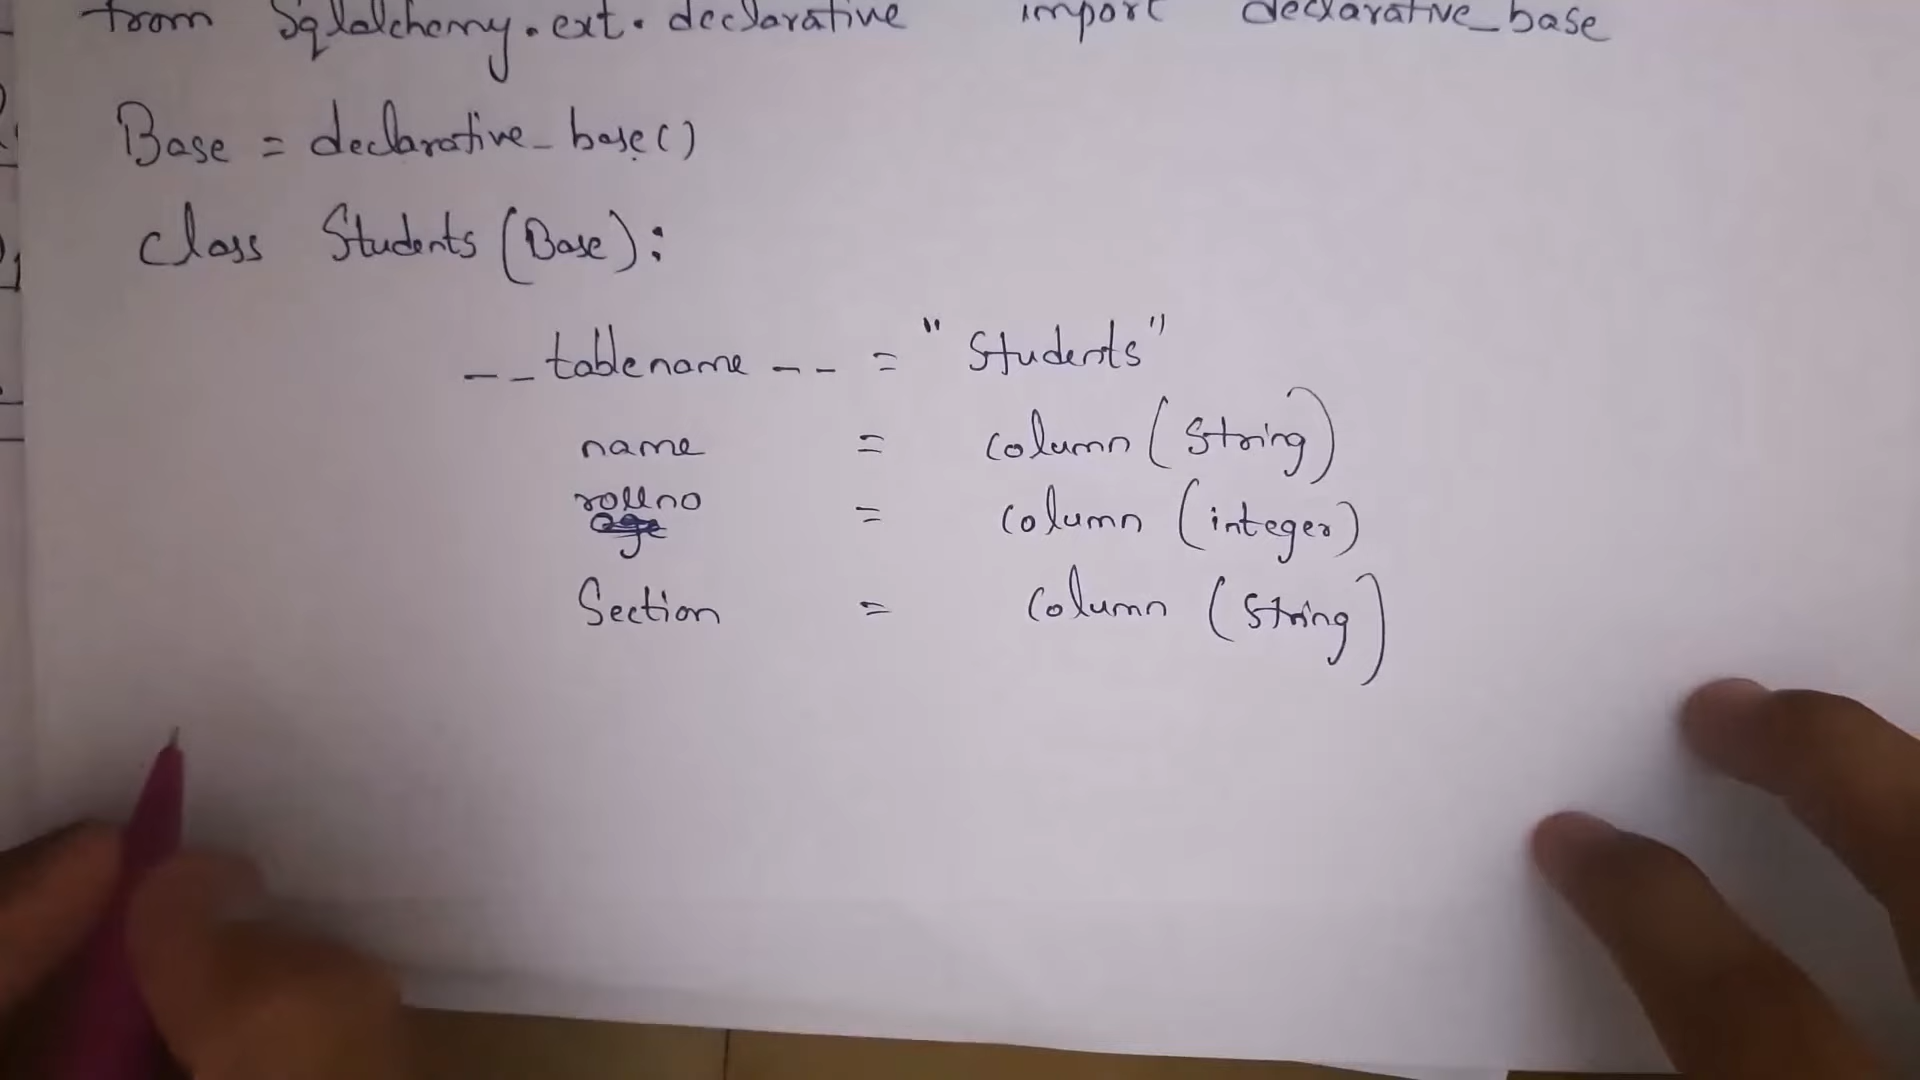 from Sqlalchemy.ext.declarative import declarative_base
Base = declarative_base()
class Students(Base):
__tablename__ = "Students"
name = column(String)
rollno = column(integer)
age
Section = column(String)